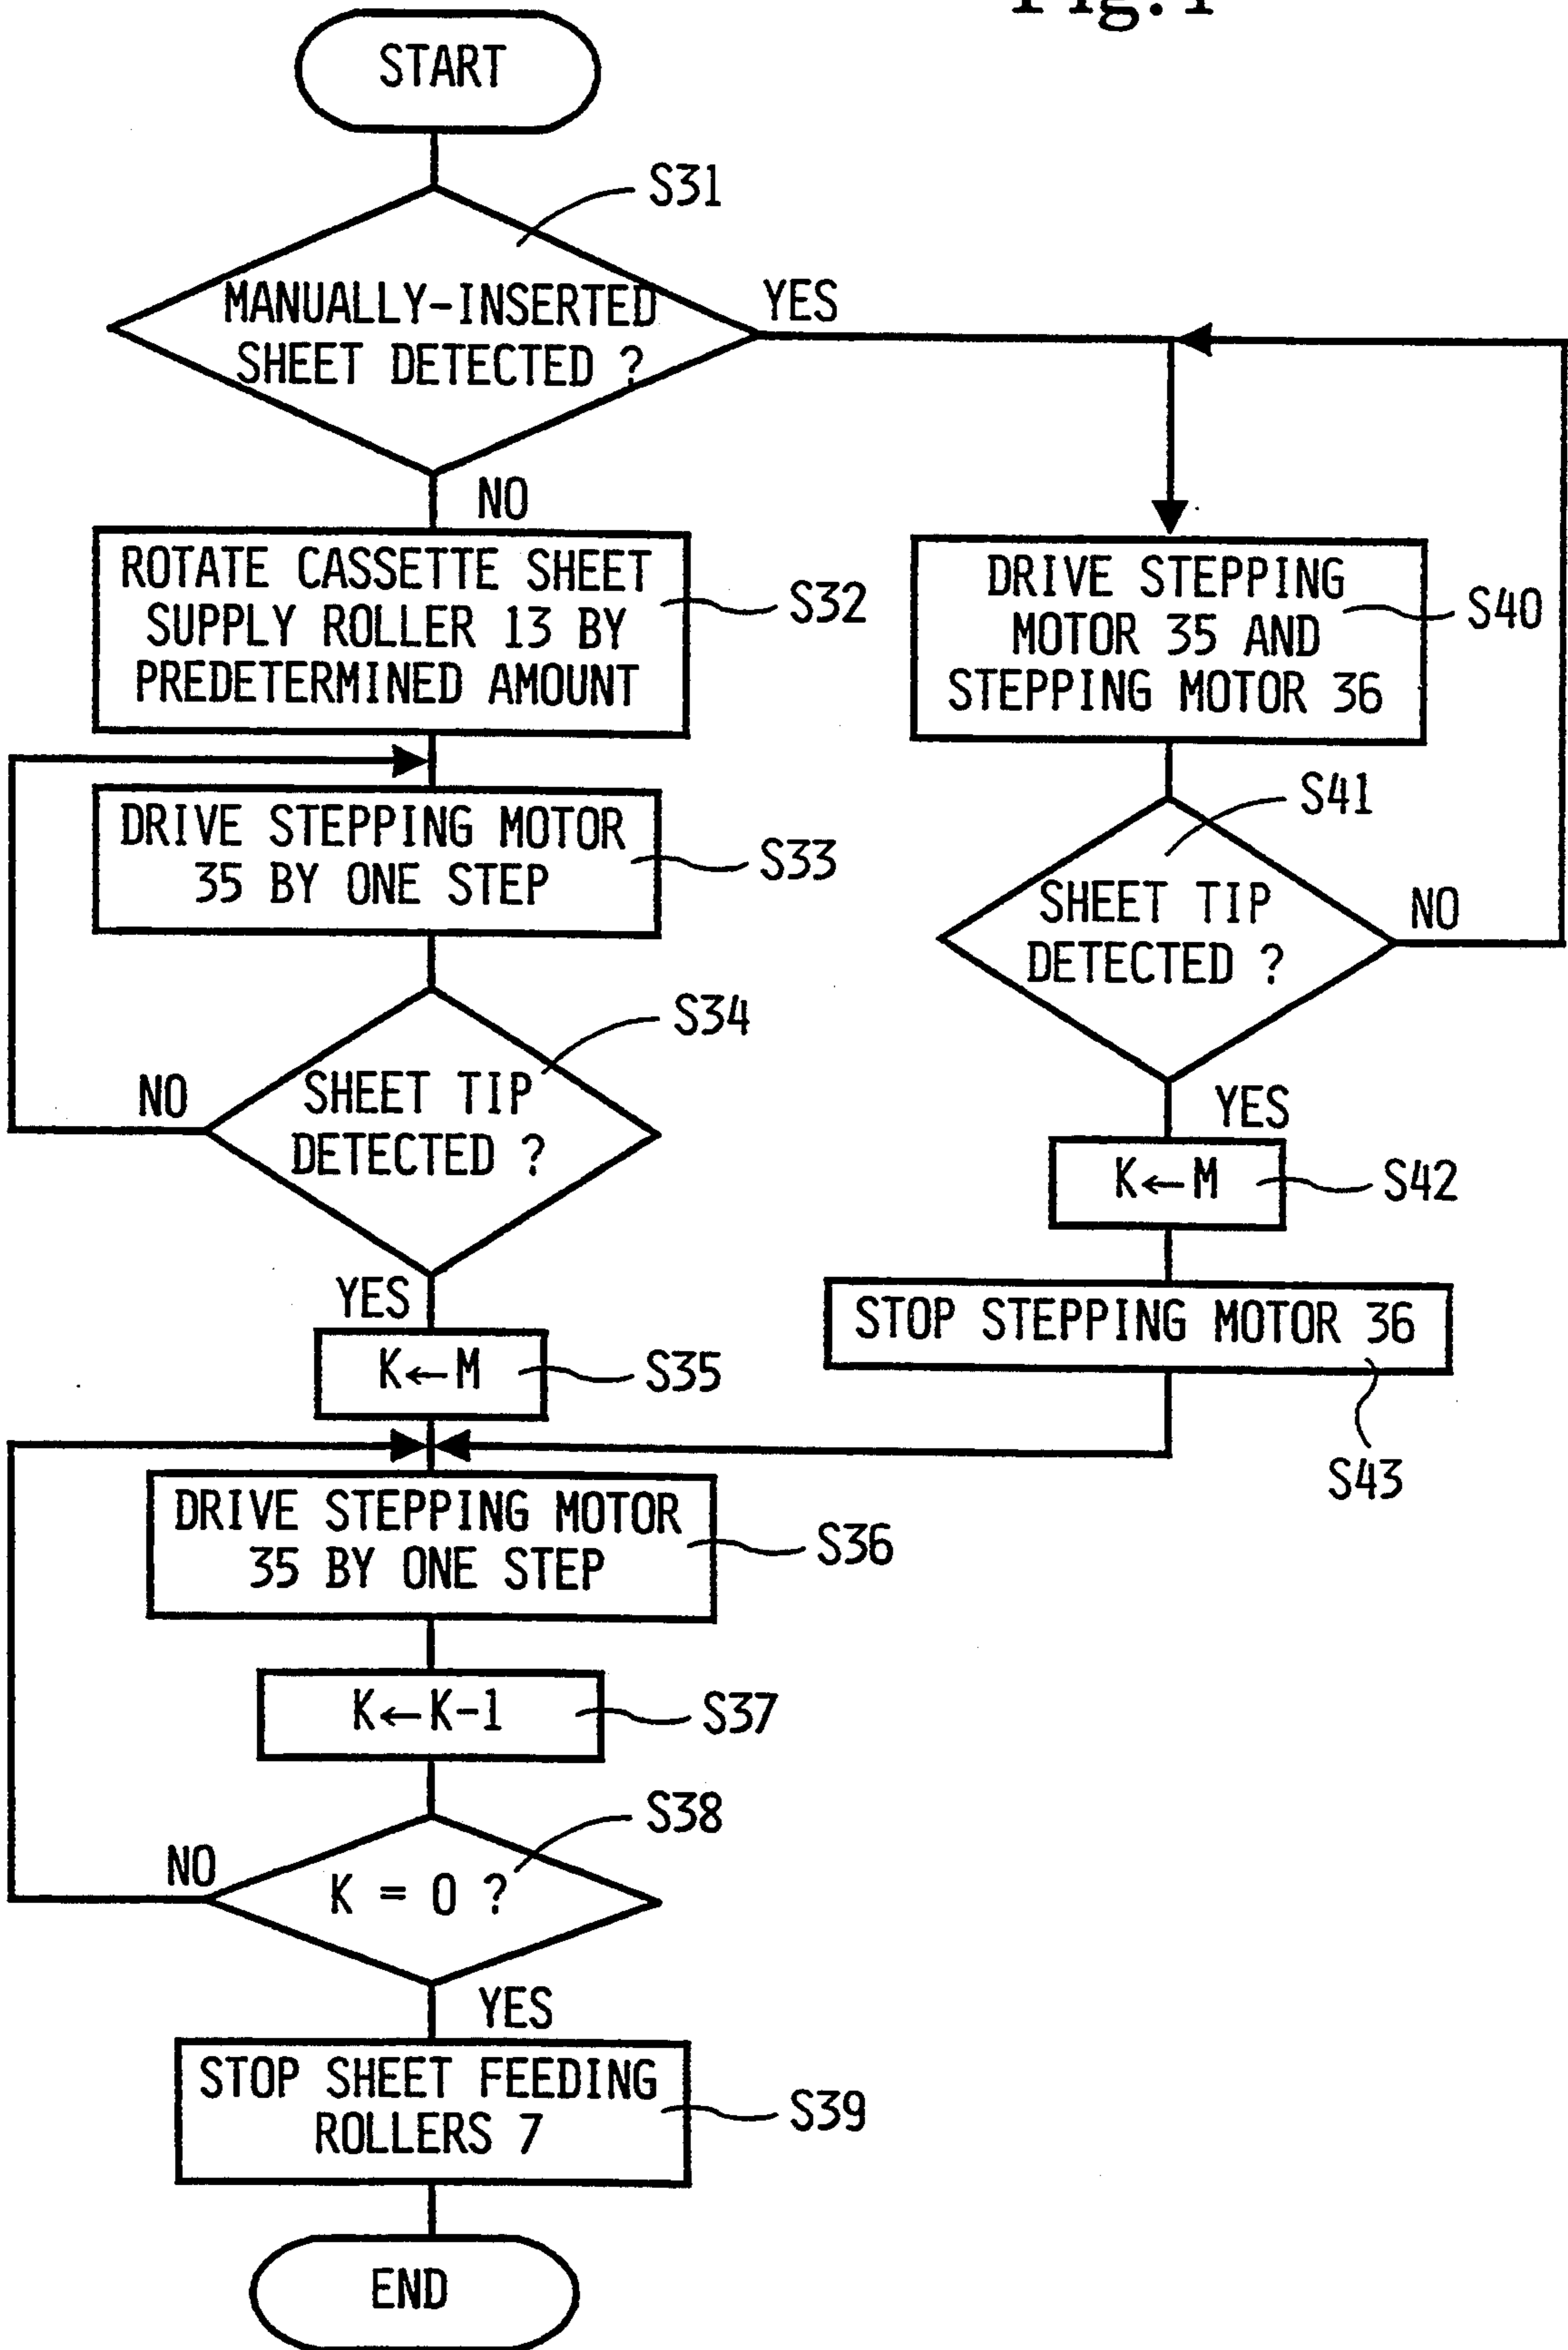 START
S31
MANUALLY-INSERTED
SHEET DETECTED ?
YES
NO
ROTATE CASSETTE SHEET
SUPPLY ROLLER 13 BY
PREDETERMINED AMOUNT
S32
DRIVE STEPPING MOTOR
35 BY ONE STEP
S33
S34
SHEET TIP
DETECTED ?
NO
YES
K←M
S35
DRIVE STEPPING
MOTOR 35 AND
STEPPING MOTOR 36
S40
S41
SHEET TIP
DETECTED ?
NO
YES
K←M
S42
STOP STEPPING MOTOR 36
S43
DRIVE STEPPING MOTOR
35 BY ONE STEP
S36
K←K-1
S37
S38
K = 0 ?
NO
YES
STOP SHEET FEEDING
ROLLERS 7
S39
END